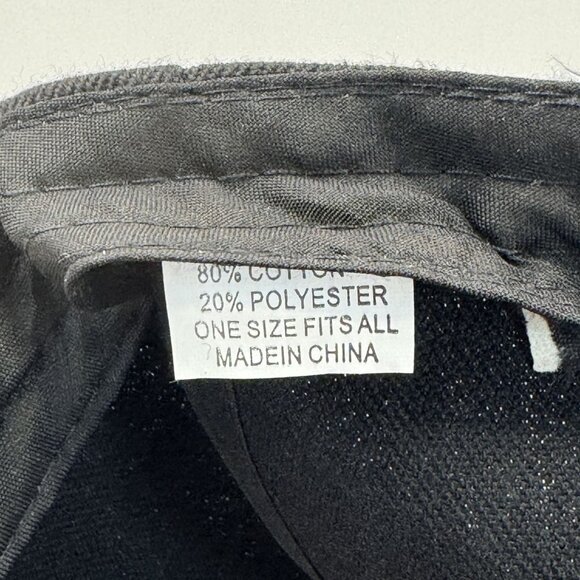 80% COTTON
20% POLYESTER
ONE SIZE FITS ALL
MADEIN CHINA